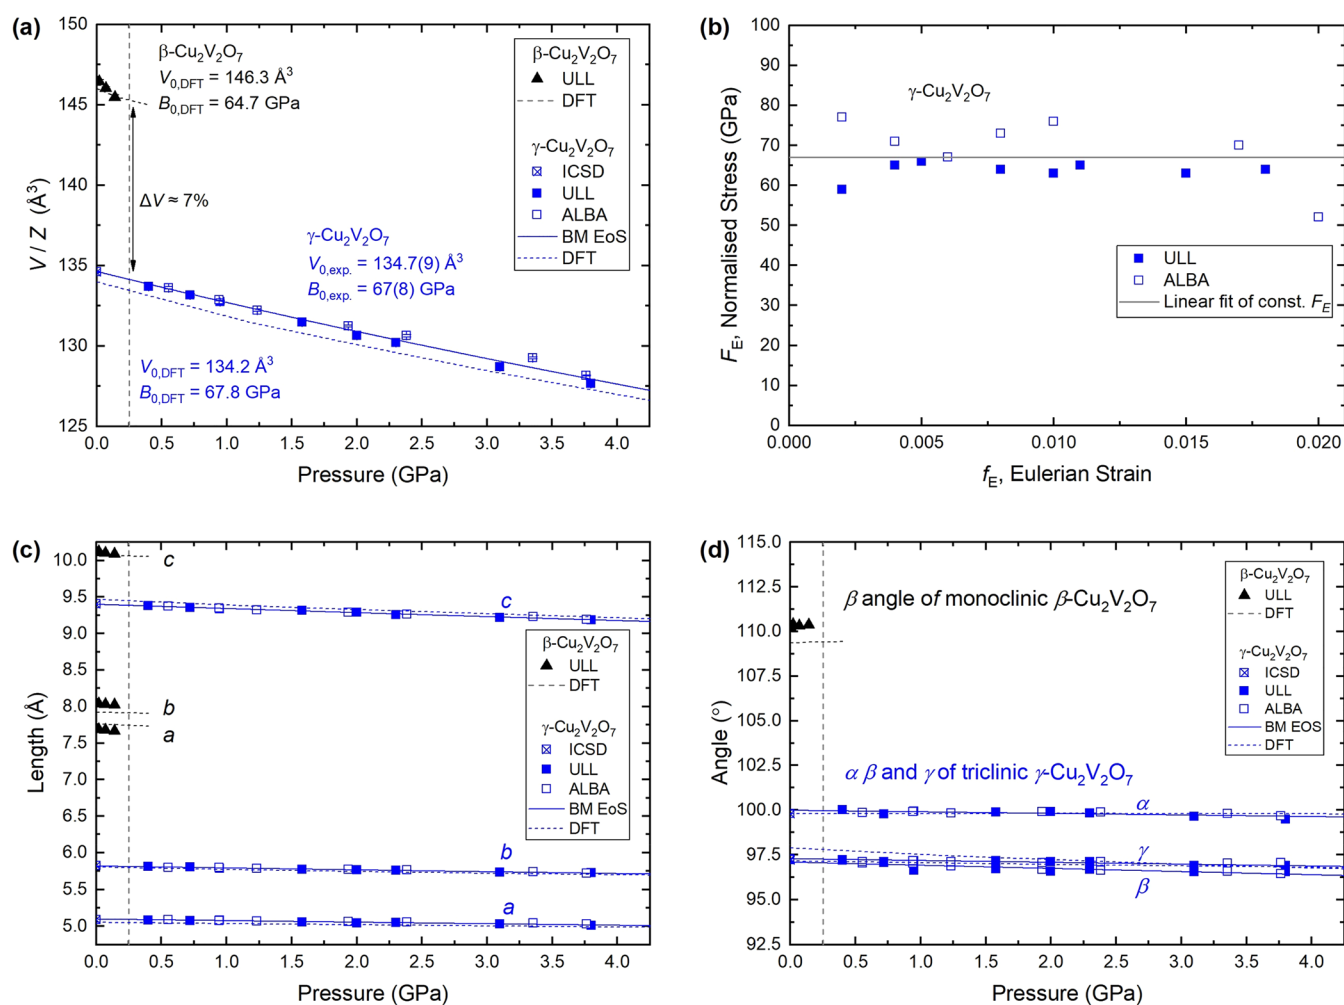 (a)
150
145
140
135
130
125
V / Z (Å³)
β-Cu₂V₂O₇
V₀,DFT = 146.3 Å³
B₀,DFT = 64.7 GPa
ΔV ≈ 7%
γ-Cu₂V₂O₇
V₀,exp. = 134.7(9) Å³
B₀,exp. = 67(8) GPa
V₀,DFT = 134.2 Å³
B₀,DFT = 67.8 GPa
β-Cu₂V₂O₇
ULL
DFT
γ-Cu₂V₂O₇
ICSD
ULL
ALBA
BM EoS
DFT
0.0 0.5 1.0 1.5 2.0 2.5 3.0 3.5 4.0
Pressure (GPa)
(b)
100
90
80
70
60
50
40
30
20
10
0
F_E, Normalised Stress (GPa)
γ-Cu₂V₂O₇
ULL
ALBA
Linear fit of const. F_E
0.000 0.005 0.010 0.015 0.020
f_E, Eulerian Strain
(c)
10.0
9.5
9.0
8.5
8.0
7.5
7.0
6.5
6.0
5.5
5.0
Length (Å)
c
c
b
a
b
a
β-Cu₂V₂O₇
ULL
DFT
γ-Cu₂V₂O₇
ICSD
ULL
ALBA
BM EoS
DFT
0.0 0.5 1.0 1.5 2.0 2.5 3.0 3.5 4.0
Pressure (GPa)
(d)
115.0
112.5
110.0
107.5
105.0
102.5
100.0
97.5
95.0
92.5
Angle (°)
β angle of monoclinic β-Cu₂V₂O₇
α β and γ of triclinic γ-Cu₂V₂O₇
α
γ
β
β-Cu₂V₂O₇
ULL
DFT
γ-Cu₂V₂O₇
ICSD
ULL
ALBA
BM EOS
DFT
0.0 0.5 1.0 1.5 2.0 2.5 3.0 3.5 4.0
Pressure (GPa)